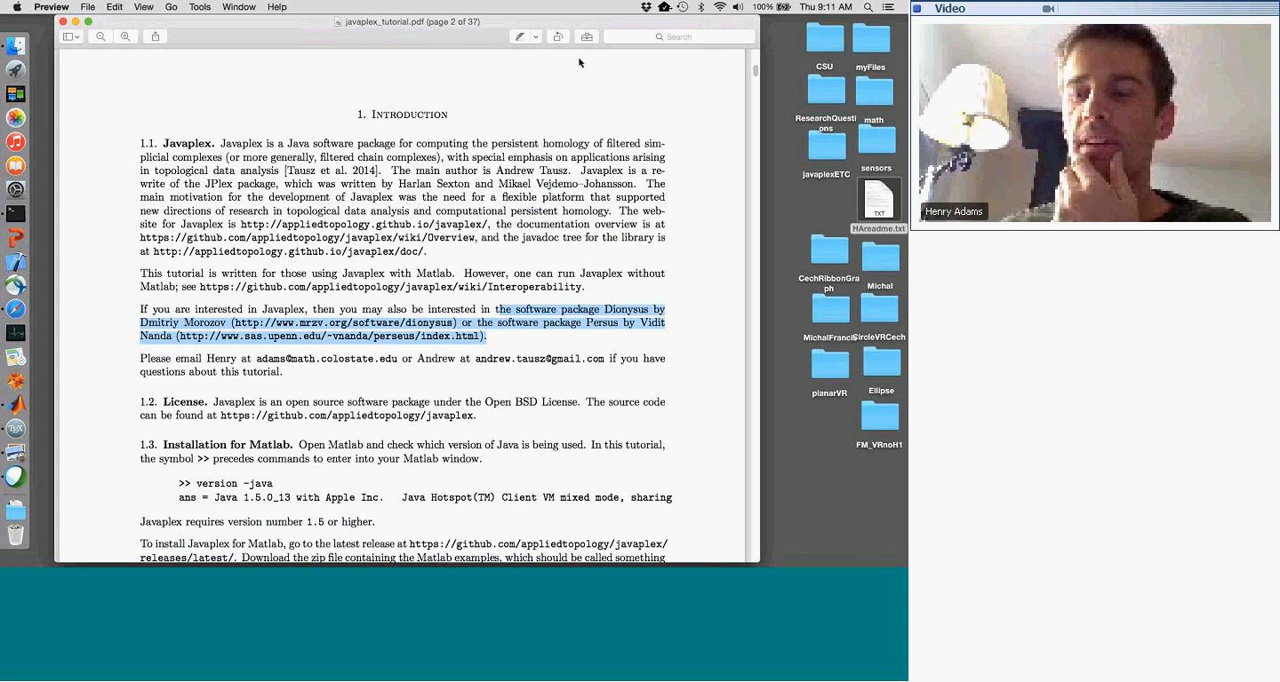 Preview File Edit View Go Tools Window Help
100% Thu 9:11 AM
javaplex_tutorial.pdf (page 2 of 37)
Search
1. Introduction
1.1. Javaplex. Javaplex is a Java software package for computing the persistent homology of filtered sim-
plicial complexes (or more generally, filtered chain complexes), with special emphasis on applications arising
in topological data analysis [Tausz et al. 2014]. The main author is Andrew Tausz. Javaplex is a re-
write of the JPlex package, which was written by Harlan Sexton and Mikael Vejdemo–Johansson. The
main motivation for the development of Javaplex was the need for a flexible platform that supported
new directions of research in topological data analysis and computational persistent homology. The web-
site for Javaplex is http://appliedtopology.github.io/javaplex/, the documentation overview is at
https://github.com/appliedtopology/javaplex/wiki/Overview, and the javadoc tree for the library is
at http://appliedtopology.github.io/javaplex/doc/.
This tutorial is written for those using Javaplex with Matlab. However, one can run Javaplex without
Matlab; see https://github.com/appliedtopology/javaplex/wiki/Interoperability.
If you are interested in Javaplex, then you may also be interested in the software package Dionysus by
Dmitriy Morozov (http://www.mrzv.org/software/dionysus) or the software package Persus by Vidit
Nanda (http://www.sas.upenn.edu/~vnanda/perseus/index.html).
Please email Henry at adams@math.colostate.edu or Andrew at andrew.tausz@gmail.com if you have
questions about this tutorial.
1.2. License. Javaplex is an open source software package under the Open BSD License. The source code
can be found at https://github.com/appliedtopology/javaplex.
1.3. Installation for Matlab. Open Matlab and check which version of Java is being used. In this tutorial,
the symbol >> precedes commands to enter into your Matlab window.
>> version -java
ans = Java 1.5.0_13 with Apple Inc. Java Hotspot(TM) Client VM mixed mode, sharing
Javaplex requires version number 1.5 or higher.
To install Javaplex for Matlab, go to the latest release at https://github.com/appliedtopology/javaplex/
releases/latest/. Download the zip file containing the Matlab examples, which should be called something
CSU
myFiles
ResearchQuesti
ons
math
javaplexETC
sensors
TXT
HAreadme.txt
CechRibbonGra
ph
Michal
MichalFrancis
CircleVRCech
planarVR
Ellipse
FM_VRnoH1
Video
Henry Adams